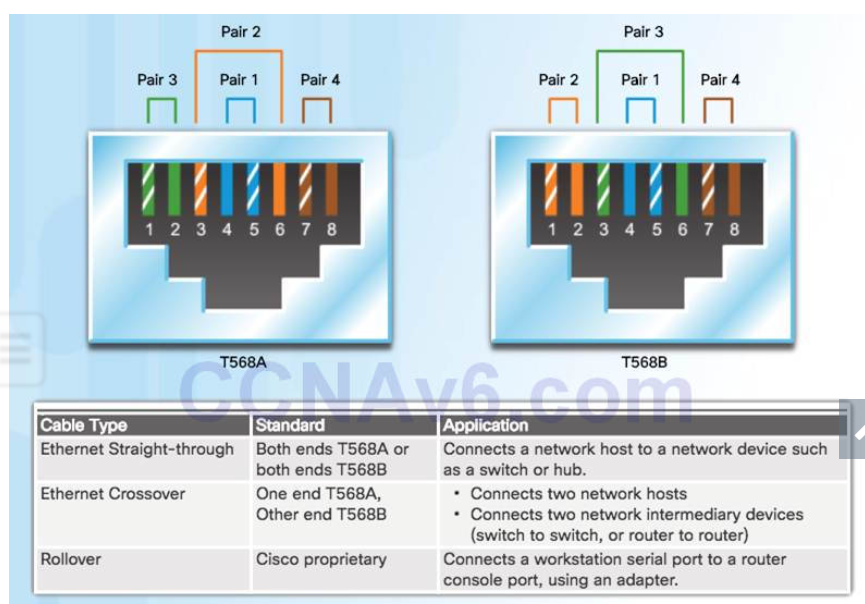 Pair 2
Pair 3 Pair 1 Pair 4
1 2 3 4 5 6 7 8
T568A
Pair 3
Pair 2 Pair 1 Pair 4
1 2 3 4 5 6 7 8
T568B
CCNAv6.com
Cable Type Standard Application
Ethernet Straight-through Both ends T568A or Connects a network host to a network device such
both ends T568B as a switch or hub.
Ethernet Crossover One end T568A, • Connects two network hosts
Other end T568B • Connects two network intermediary devices
(switch to switch, or router to router)
Rollover Cisco proprietary Connects a workstation serial port to a router
console port, using an adapter.